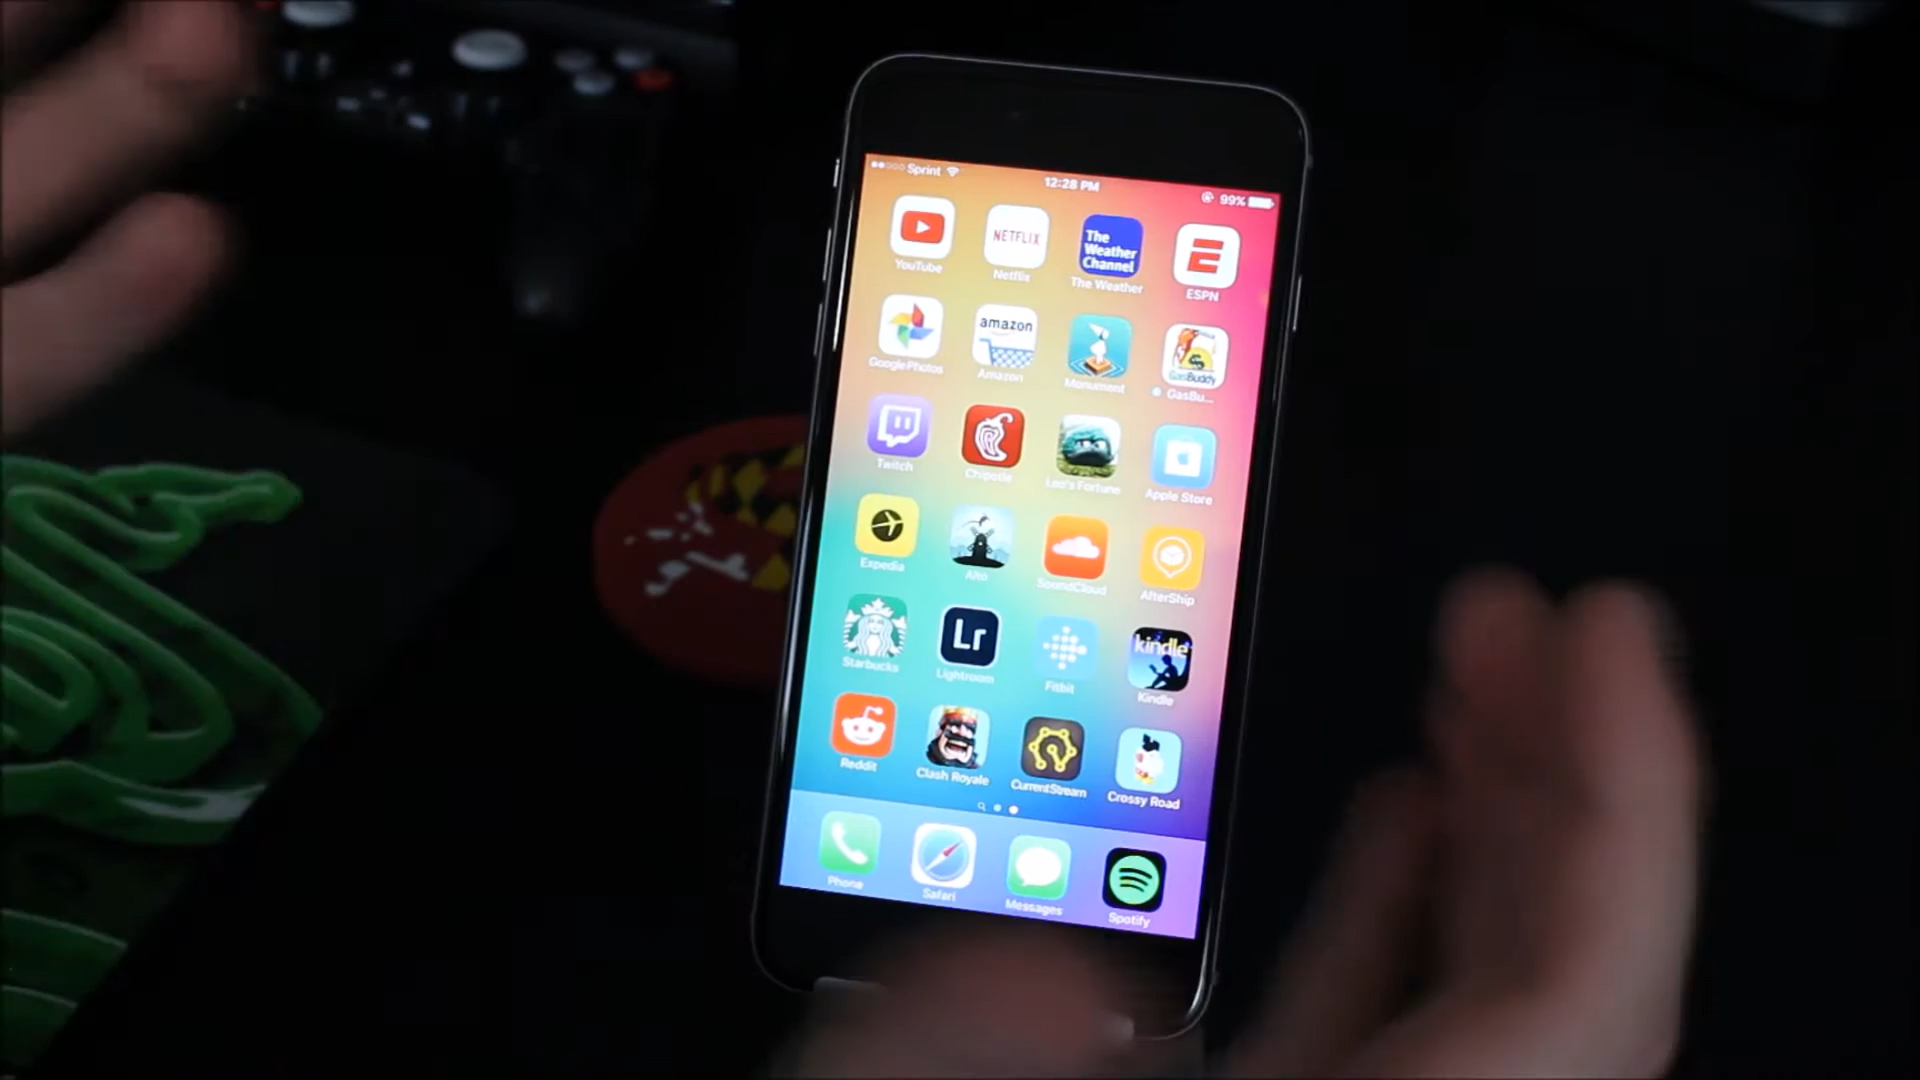 Sprint
12:28 PM
99%
YouTube
NETFLIX
Netflix
The
Weather
Channel
The Weather
ESPN
Google Photos
amazon
Amazon
Monument
GasBuddy
GasBu...
Twitch
Chipotle
Leo's Fortune
Apple Store
Expedia
Alto
SoundCloud
AfterShip
Starbucks
Lr
Lightroom
Fitbit
kindle
Kindle
Reddit
Clash Royale
CurrentStream
Crossy Road
Phone
Safari
Messages
Spotify